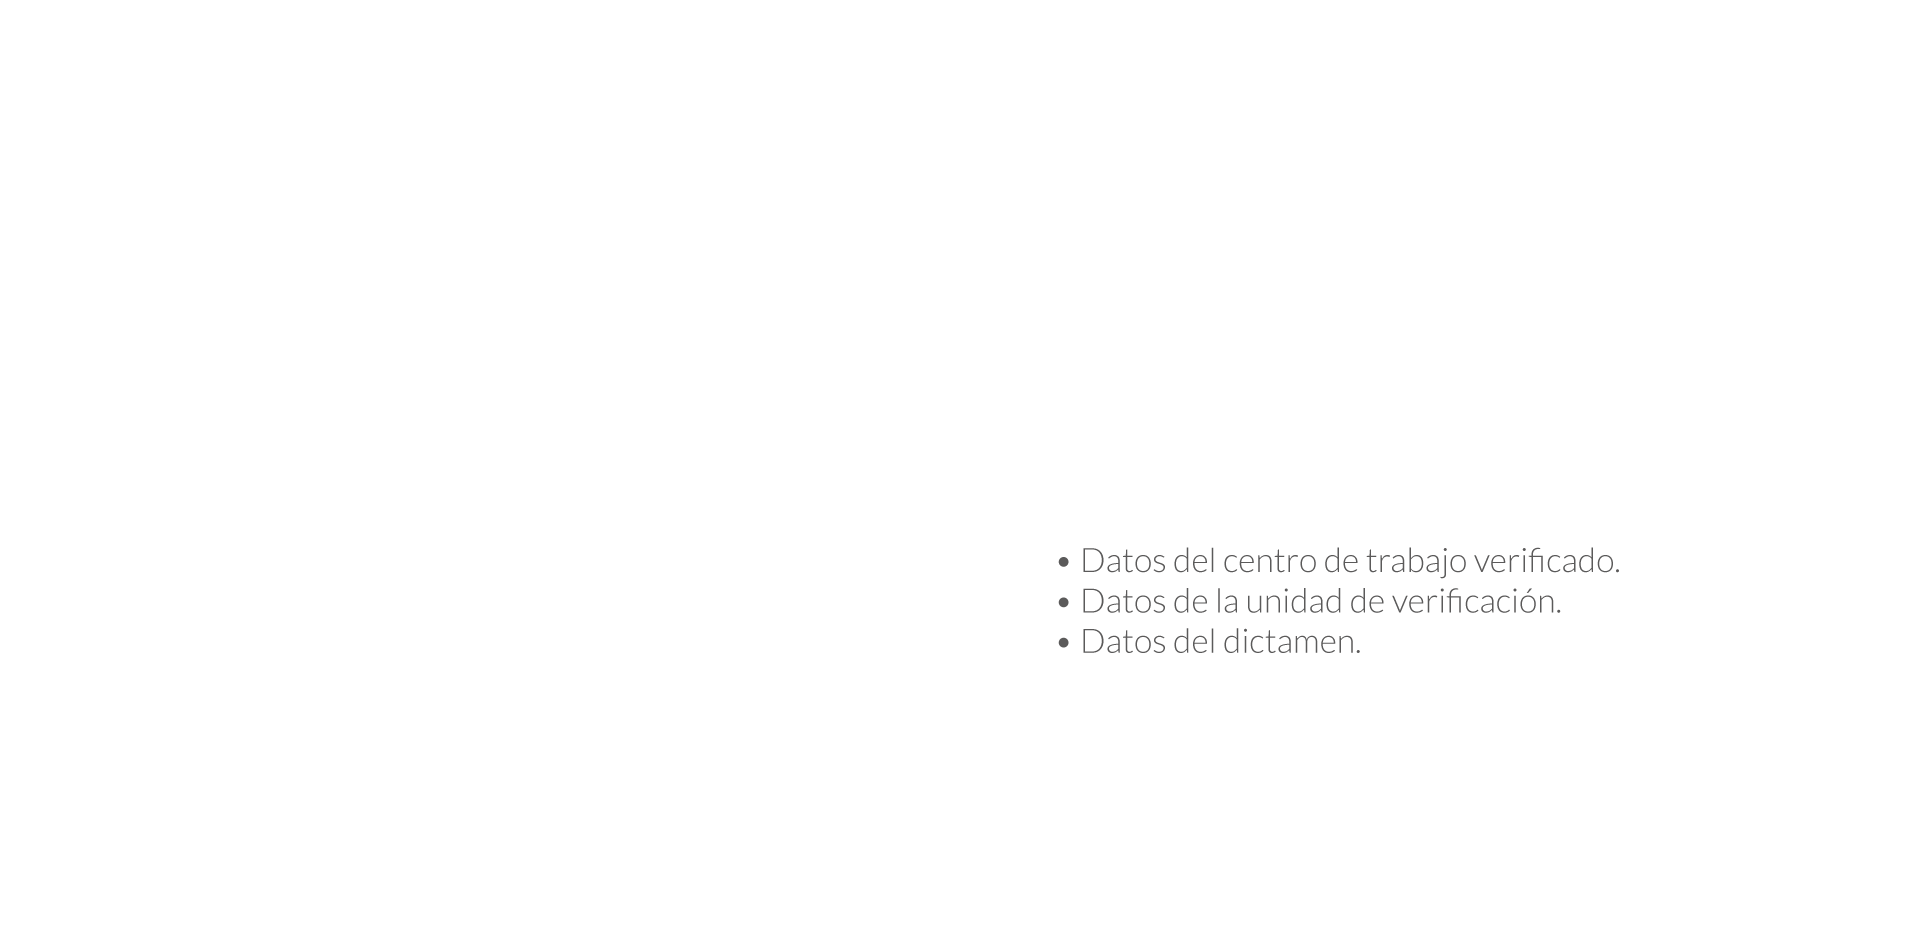 • Datos del centro de trabajo verificado.
• Datos de la unidad de verificación.
• Datos del dictamen.